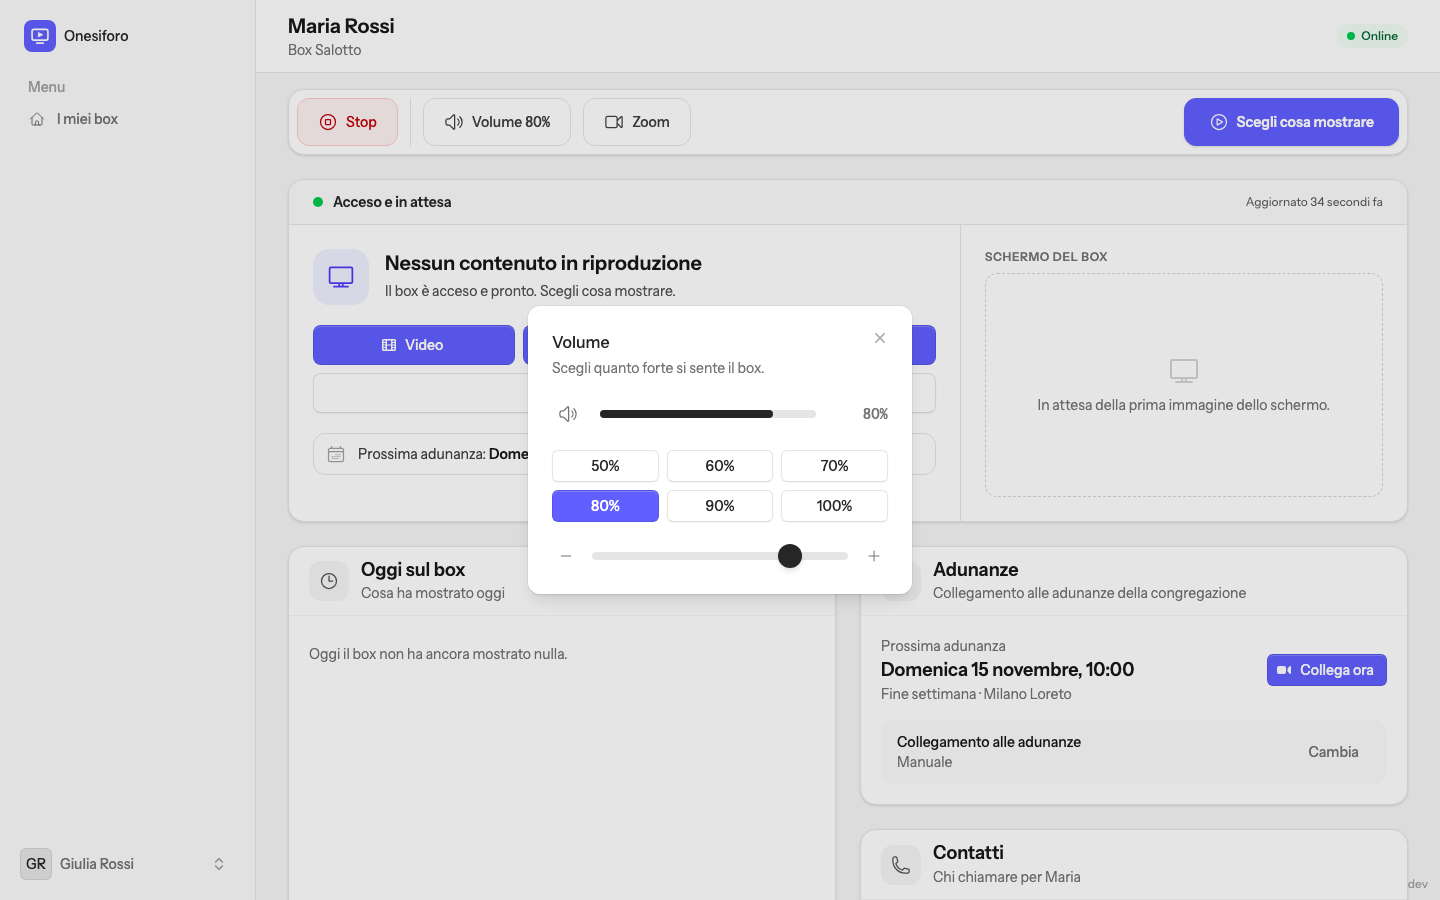 Onesiforo
Menu
I miei box
GR Giulia Rossi
Maria Rossi
Box Salotto
Online
Stop
Volume 80%
Zoom
Scegli cosa mostrare
Acceso e in attesa
Aggiornato 34 secondi fa
Nessun contenuto in riproduzione
Il box è acceso e pronto. Scegli cosa mostrare.
Video
Prossima adunanza: Dome
SCHERMO DEL BOX
In attesa della prima immagine dello schermo.
Volume
Scegli quanto forte si sente il box.
80%
50% 60% 70%
80% 90% 100%
Oggi sul box
Cosa ha mostrato oggi
Oggi il box non ha ancora mostrato nulla.
Adunanze
Collegamento alle adunanze della congregazione
Prossima adunanza
Domenica 15 novembre, 10:00
Fine settimana · Milano Loreto
Collega ora
Collegamento alle adunanze
Manuale
Cambia
Contatti
Chi chiamare per Maria
dev